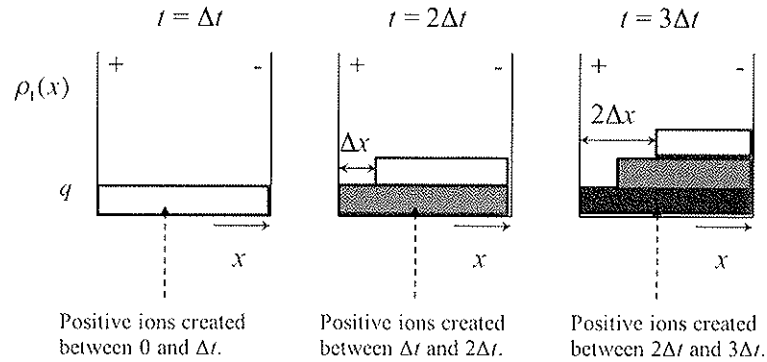 t = Δt
t = 2Δt
t = 3Δt
+ -
+ -
+ -
ρ₁(x)
2Δx
Δx
q
x
x
x
Positive ions created
between 0 and Δt.
Positive ions created
between Δt and 2Δt.
Positive ions created
between 2Δt and 3Δt.